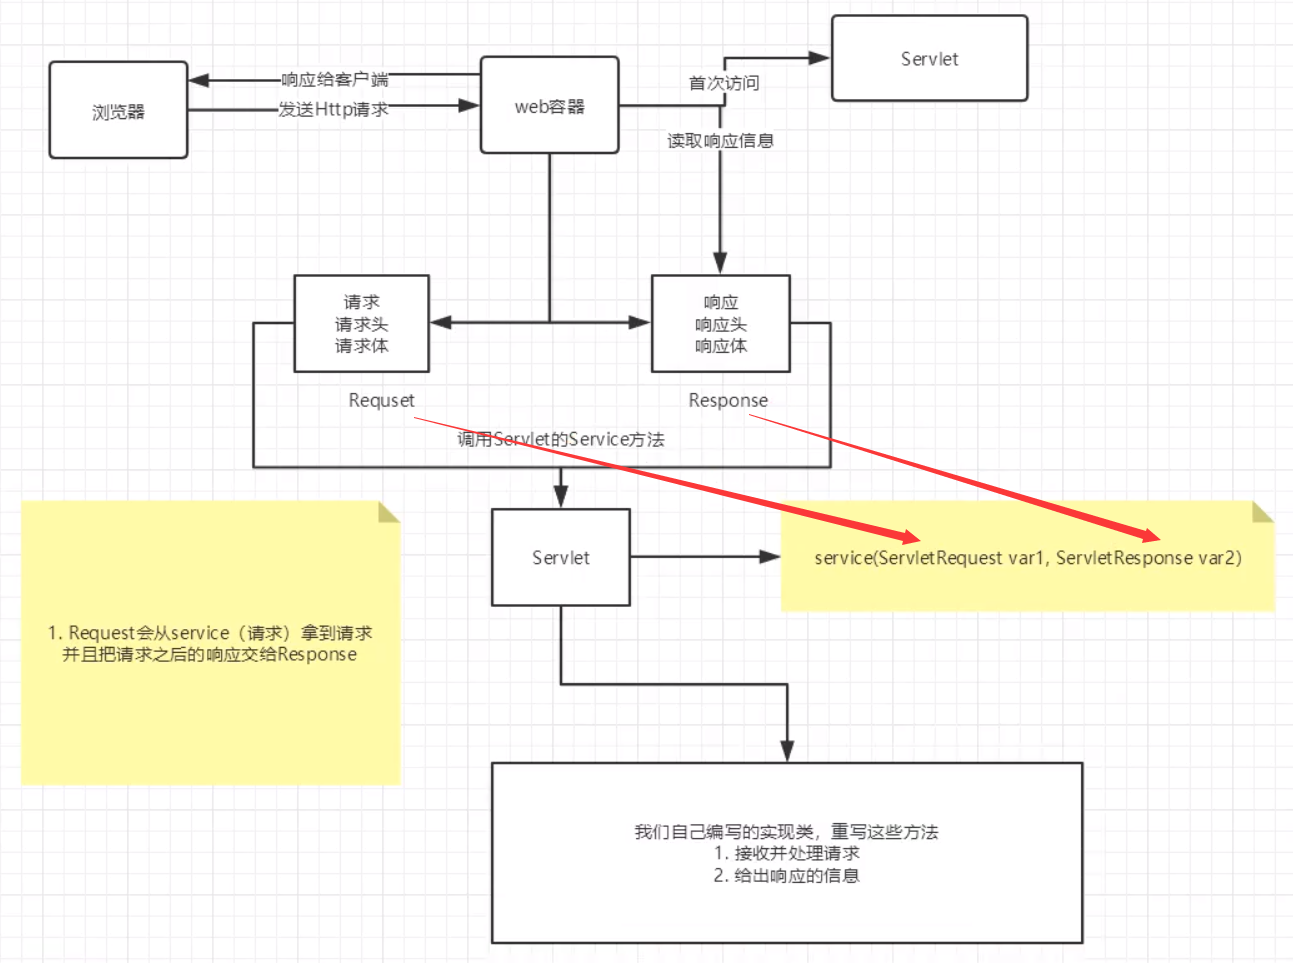 Servlet
响应给客户端
首次访问
浏览器
发送Http请求
web容器
读取响应信息
请求
请求头
请求体
响应
响应头
响应体
Requset
Response
调用Servlet的Service方法
Servlet
service(ServletRequest var1, ServletResponse var2)
1. Request会从service（请求）拿到请求
并且把请求之后的响应交给Response
我们自己编写的实现类，重写这些方法
1. 接收并处理请求
2. 给出响应的信息